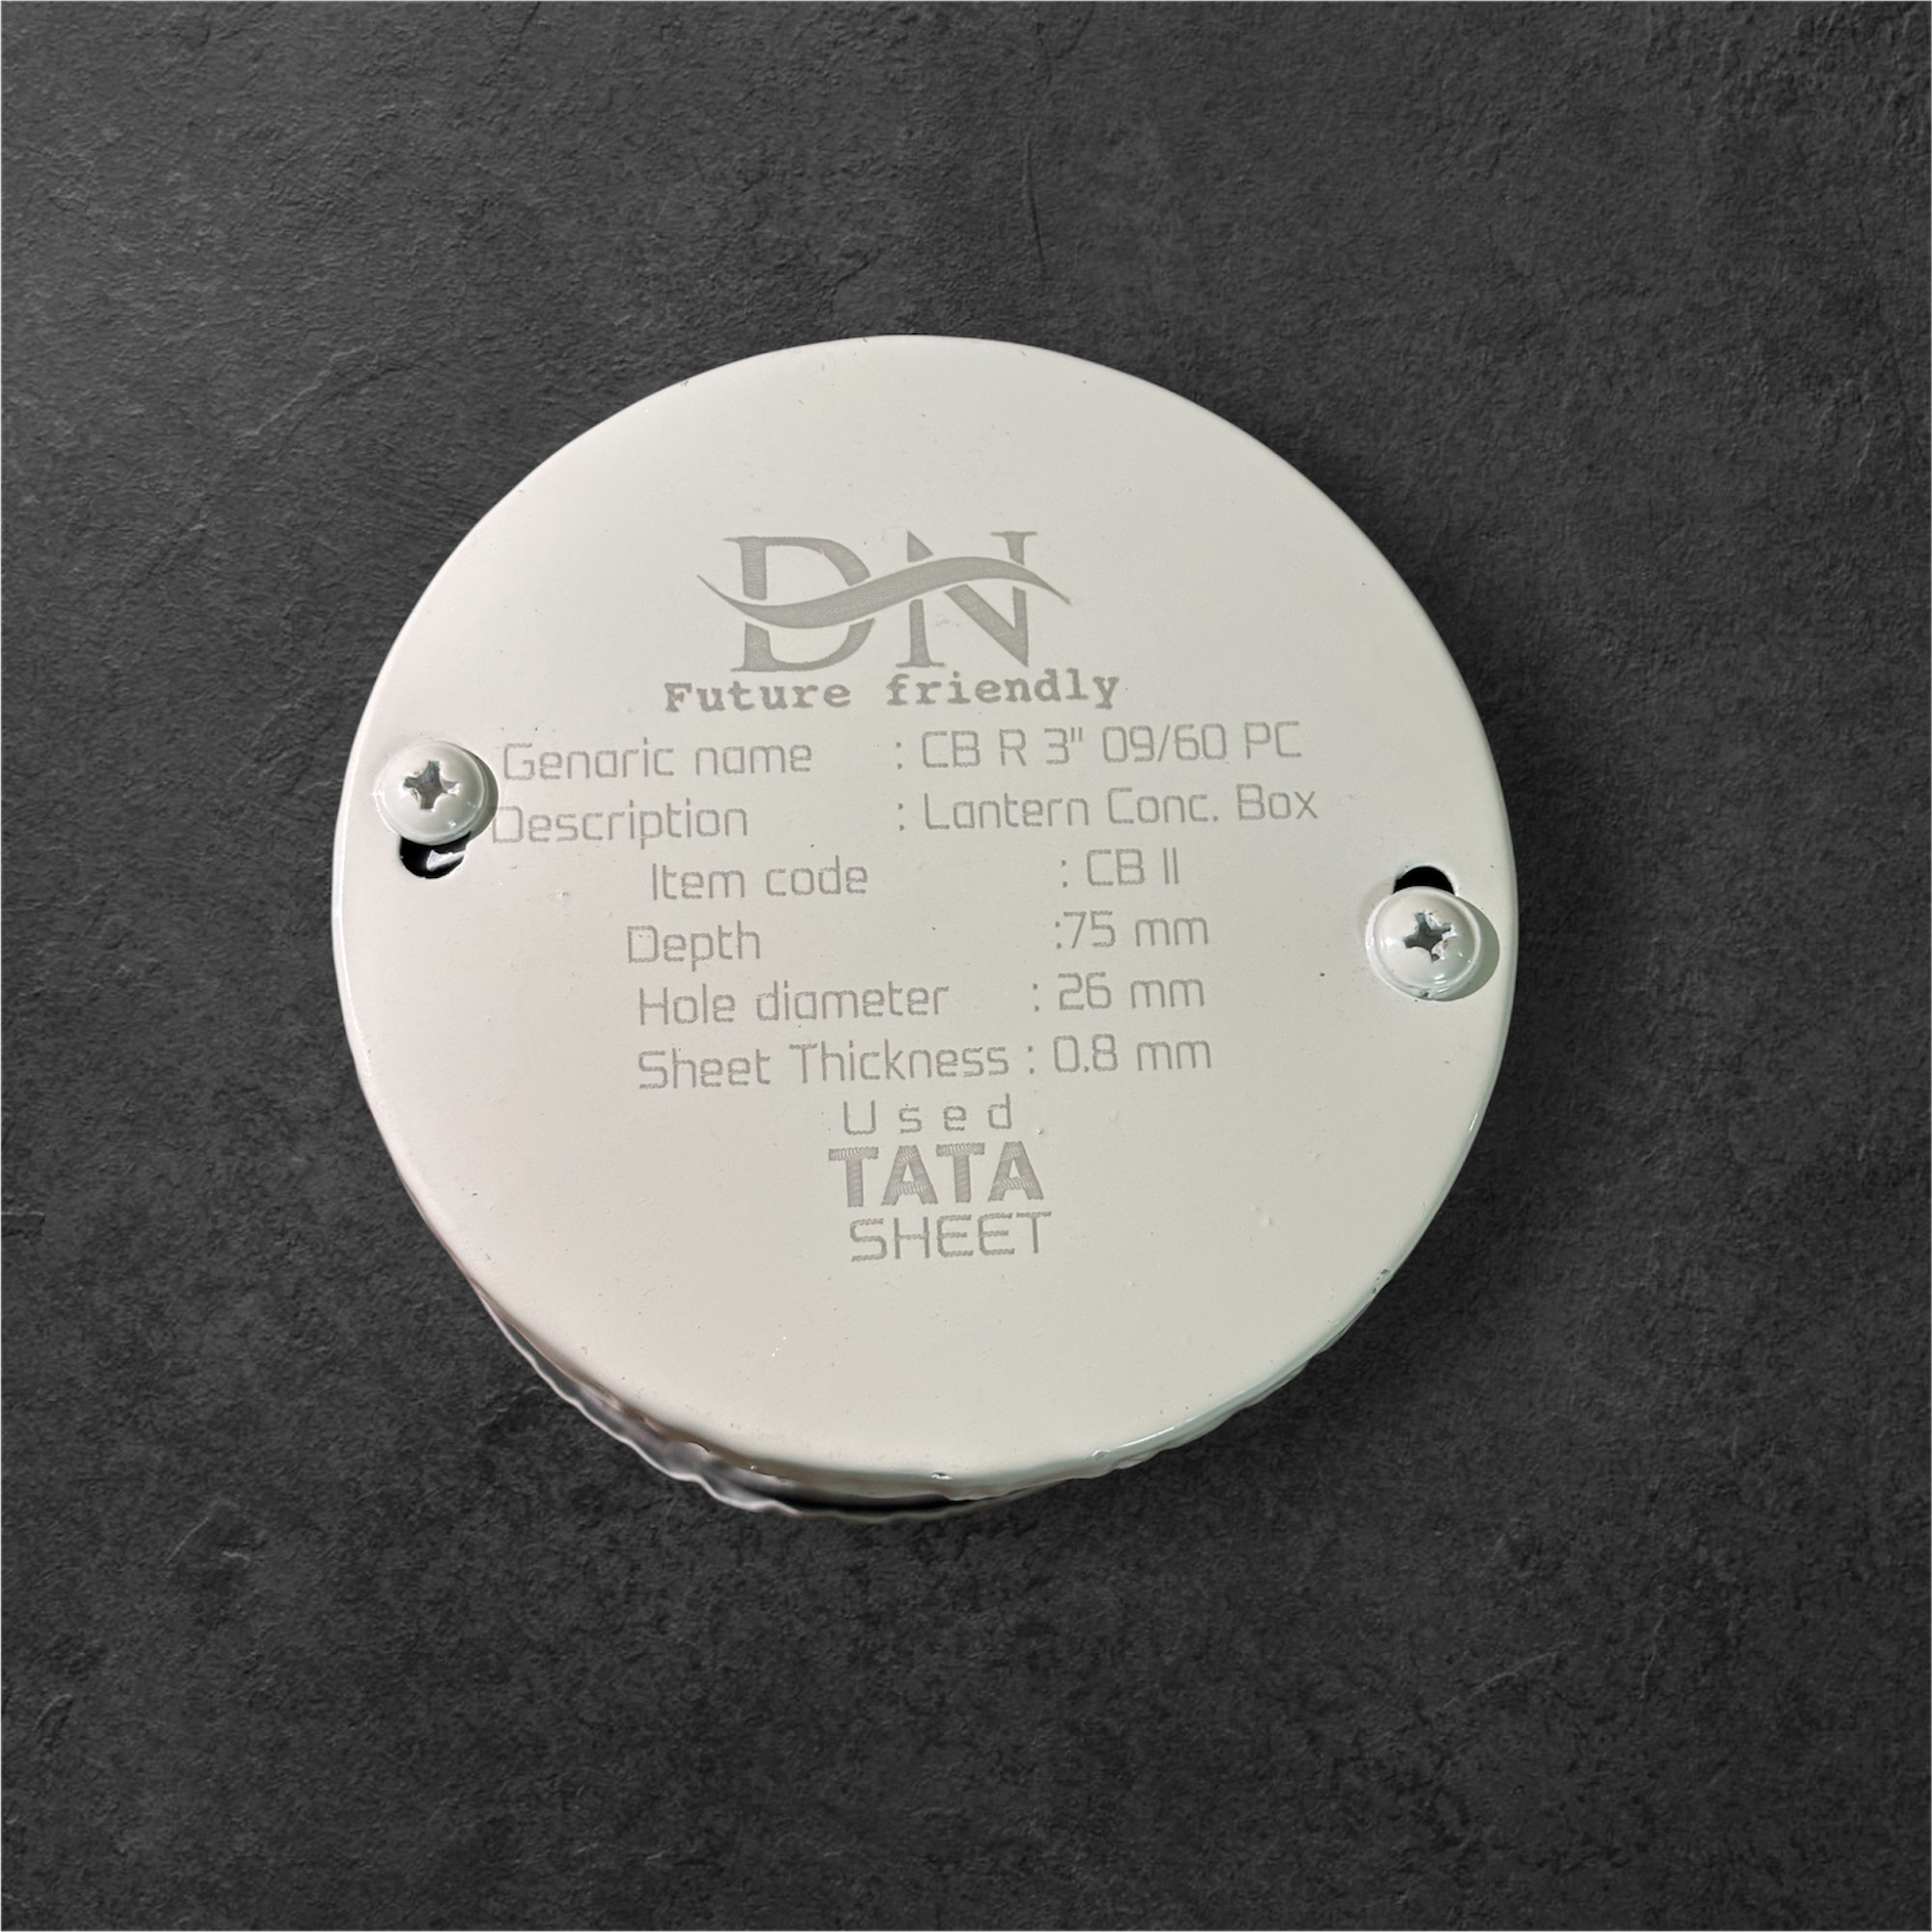 DN
Future friendly
Genaric name : CB R 3" 09/60 PC
Description : Lantern Conc. Box
Item code : CB II
Depth :75 mm
Hole diameter : 26 mm
Sheet Thickness : 0.8 mm
Used
TATA
SHEET